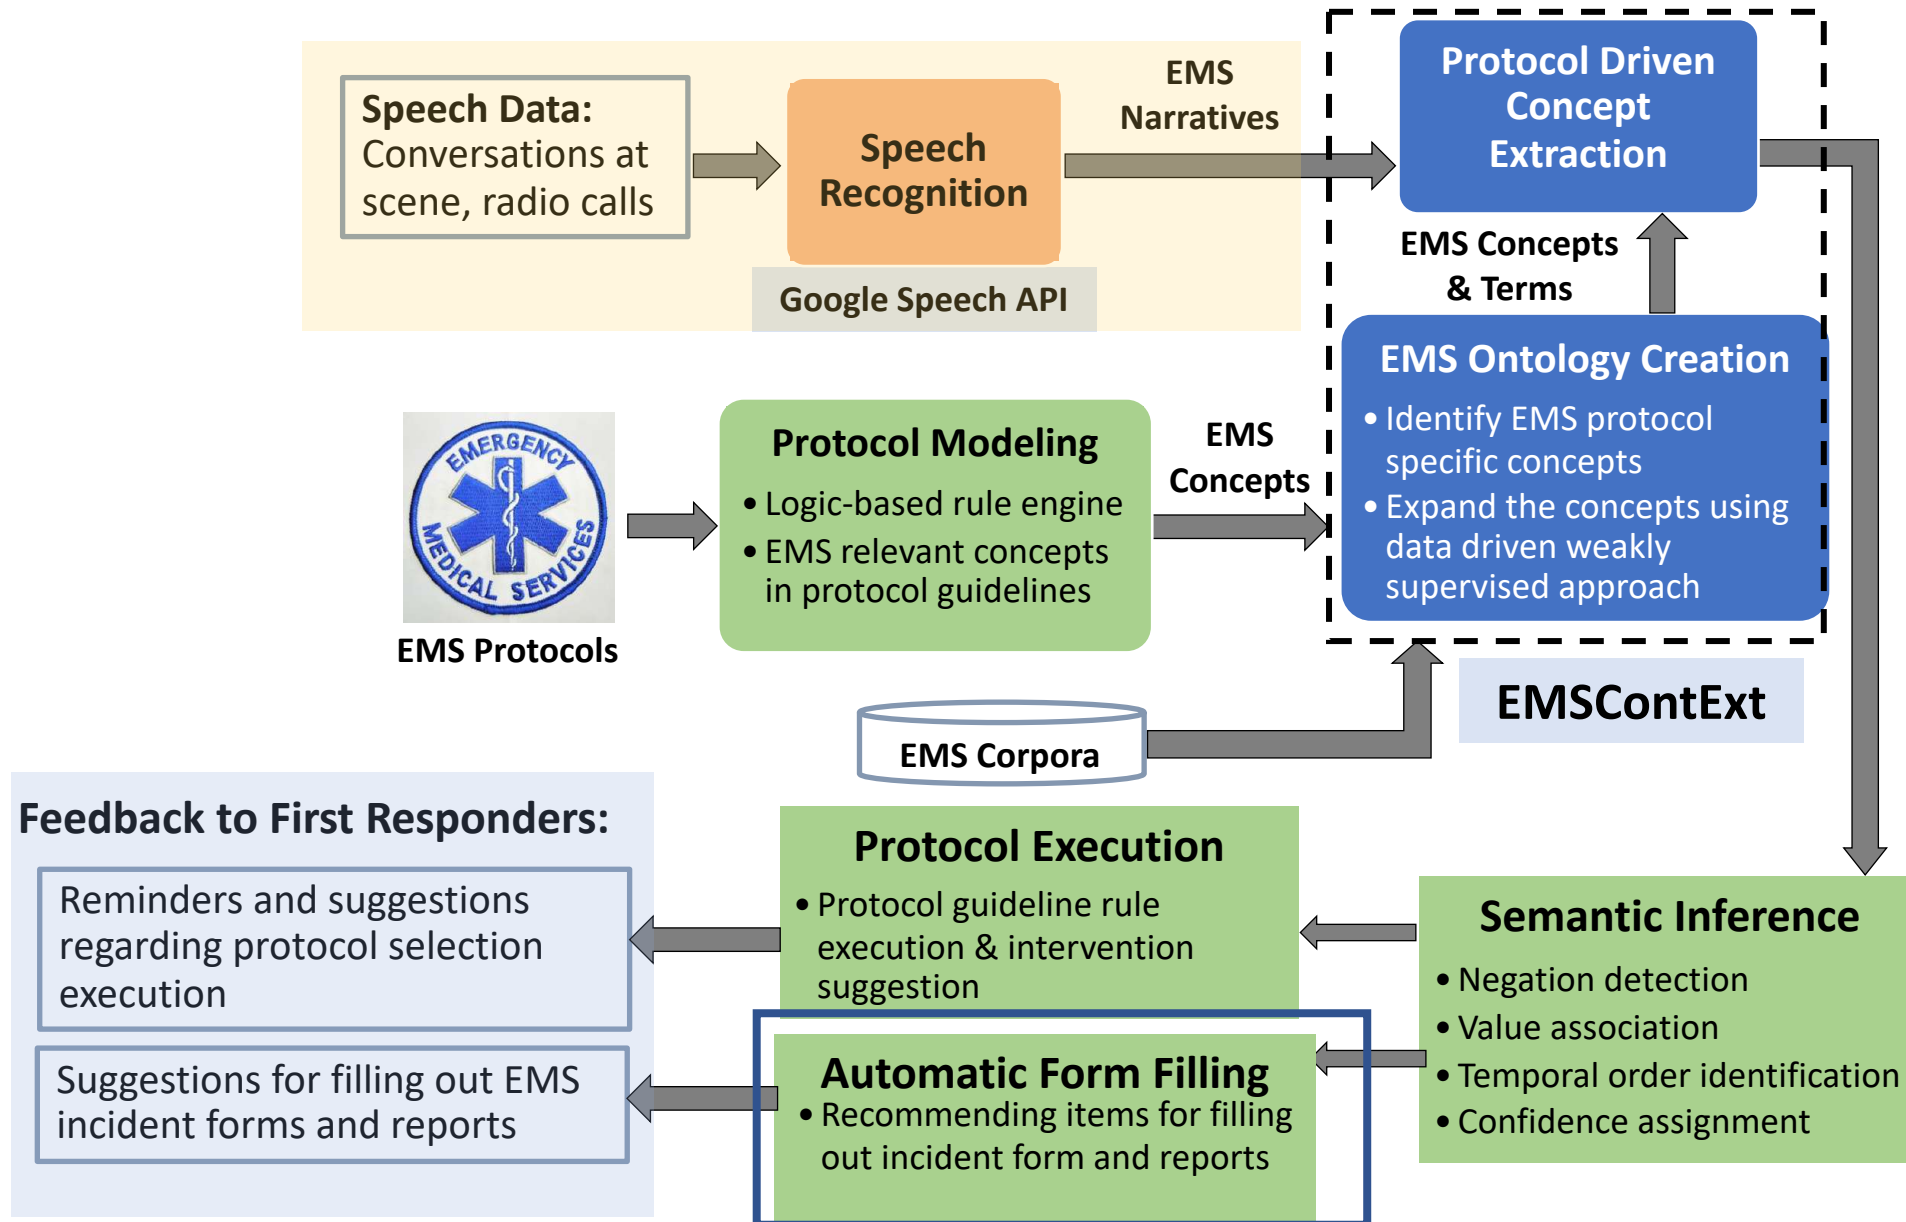 Speech Data:
Conversations at
scene, radio calls
Speech
Recognition
Google Speech API
EMS
Narratives
Protocol Driven
Concept
Extraction
EMS Concepts
& Terms
EMS Ontology Creation
• Identify EMS protocol
specific concepts
• Expand the concepts using
data driven weakly
supervised approach
EMERGENCY
MEDICAL SERVICES
EMS Protocols
Protocol Modeling
• Logic-based rule engine
• EMS relevant concepts
in protocol guidelines
EMS
Concepts
EMSContExt
EMS Corpora
Feedback to First Responders:
Reminders and suggestions
regarding protocol selection
execution
Suggestions for filling out EMS
incident forms and reports
Protocol Execution
• Protocol guideline rule
execution & intervention
suggestion
Automatic Form Filling
• Recommending items for filling
out incident form and reports
Semantic Inference
• Negation detection
• Value association
• Temporal order identification
• Confidence assignment